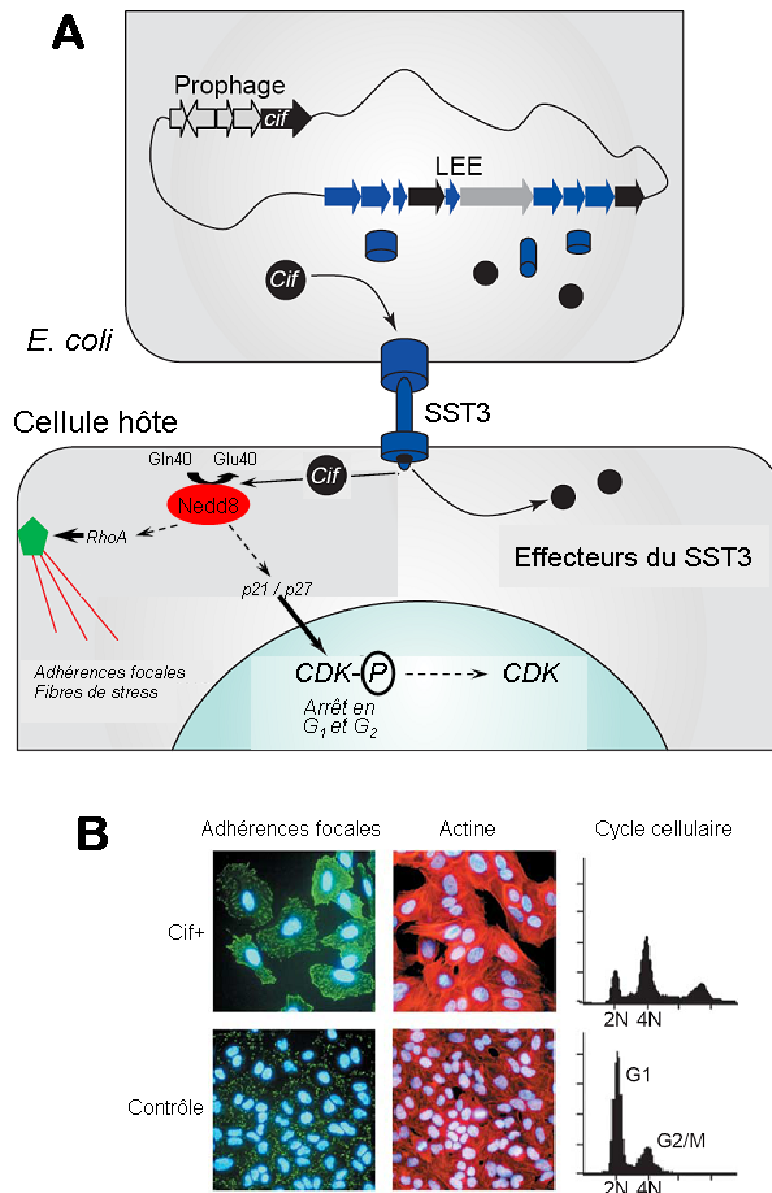 A
Prophage
cif
LEE
Cif
E. coli
SST3
Cellule hôte
Gln40 Glu40
Cif
Nedd8
RhoA
Effecteurs du SST3
p21 / p27
Adhérences focales
Fibres de stress
CDK-P CDK
Arrêt en
G1 et G2
B
Adhérences focales Actine Cycle cellulaire
Cif+
2N 4N
Contrôle
G1
G2/M
2N 4N